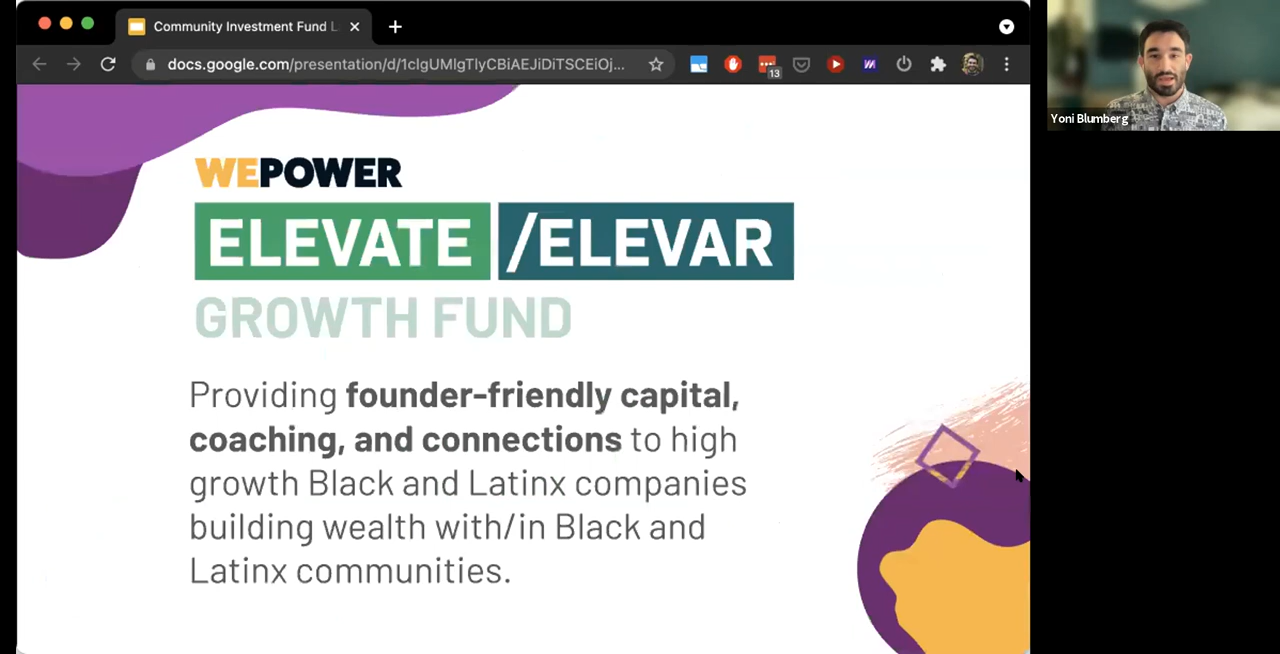 Community Investment Fund L
docs.google.com/presentation/d/1clgUMlgTlyCBiAEJiDiTSCEiOj...
13
Yoni Blumberg
WEPOWER
ELEVATE /ELEVAR
GROWTH FUND
Providing founder-friendly capital,
coaching, and connections to high
growth Black and Latinx companies
building wealth with/in Black and
Latinx communities.